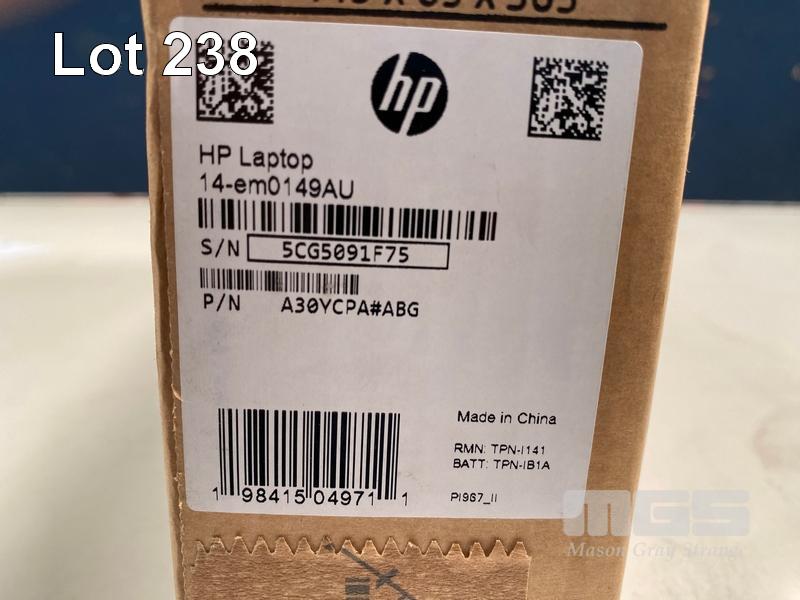 Lot 238
hp
HP Laptop
14-em0149AU
S/N 5CG5091F75
P/N A30YCPA#ABG
Made in China
RMN: TPN-I141
BATT: TPN-IB1A
1 98415 04971 1
PI967_II
MGS
Mason Gray Strange